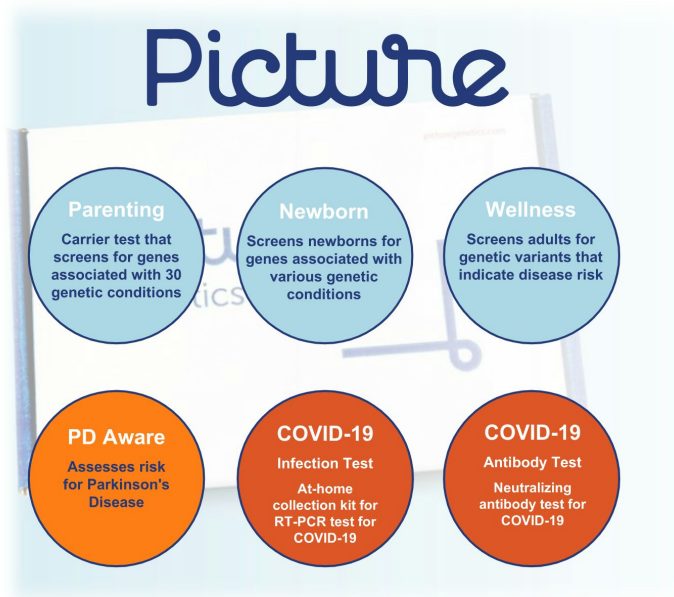 Picture
Parenting
Carrier test that
screens for genes
associated with 30
genetic conditions
Newborn
Screens newborns for
genes associated with
various genetic
conditions
Wellness
Screens adults for
genetic variants that
indicate disease risk
PD Aware
Assesses risk
for Parkinson's
Disease
COVID-19
Infection Test
At-home
collection kit for
RT-PCR test for
COVID-19
COVID-19
Antibody Test
Neutralizing
antibody test for
COVID-19